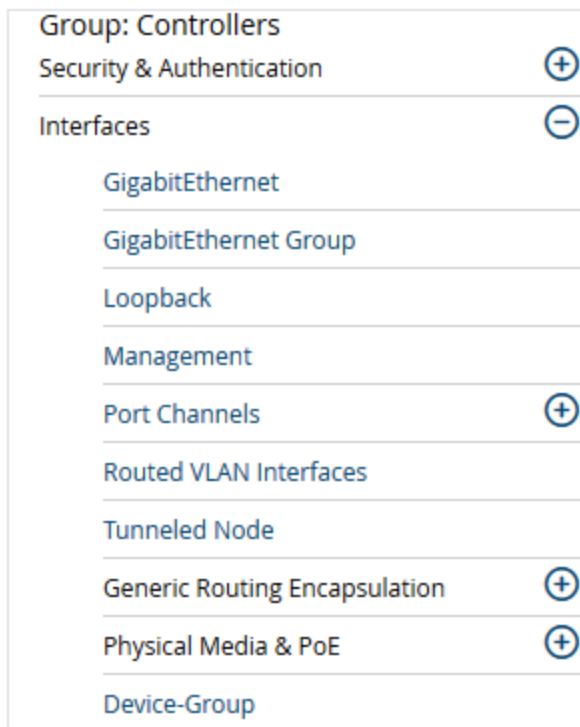 Group: Controllers
Security & Authentication
Interfaces
GigabitEthernet
GigabitEthernet Group
Loopback
Management
Port Channels
Routed VLAN Interfaces
Tunneled Node
Generic Routing Encapsulation
Physical Media & PoE
Device-Group